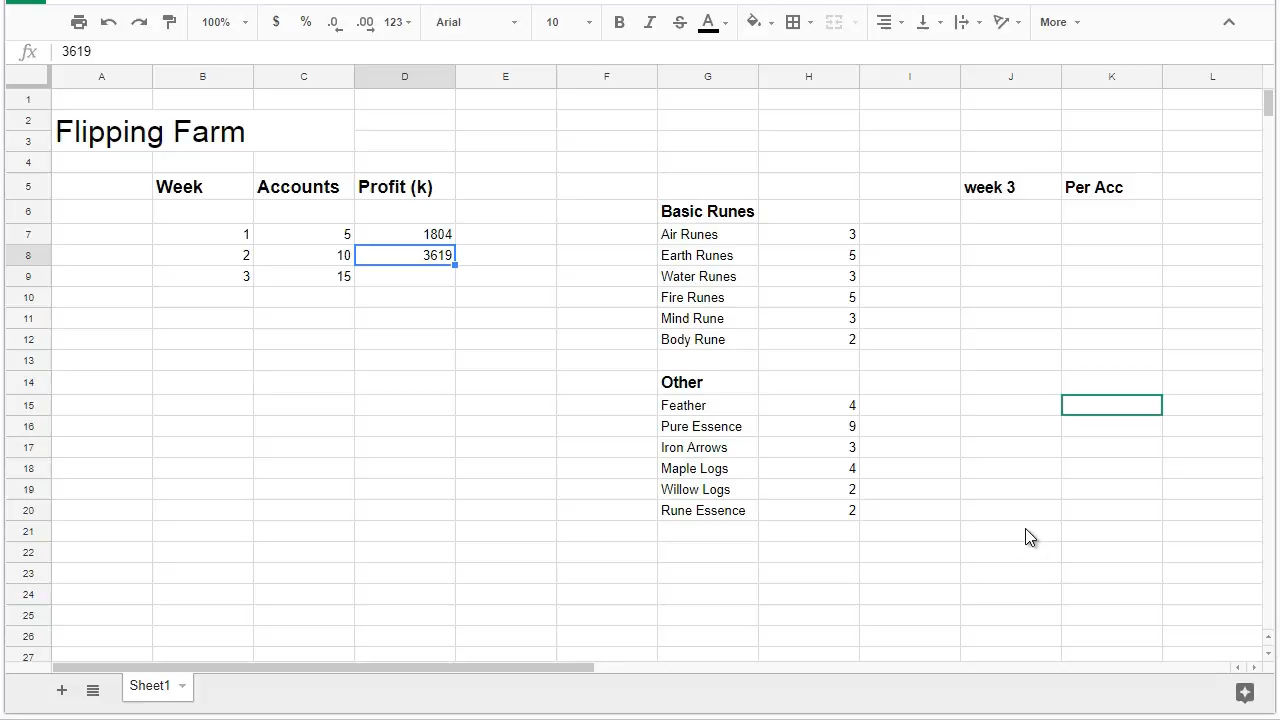 100% $ % .0 .00 123 Arial 10 B I S A More
fx 3619
A B C D E F G H I J K L
1
2
Flipping Farm
3
4
5 Week Accounts Profit (k) week 3 Per Acc
6 Basic Runes
7 1 5 1804 Air Runes 3
8 2 10 3619 Earth Runes 5
9 3 15 Water Runes 3
10 Fire Runes 5
11 Mind Rune 3
12 Body Rune 2
13
14 Other
15 Feather 4
16 Pure Essence 9
17 Iron Arrows 3
18 Maple Logs 4
19 Willow Logs 2
20 Rune Essence 2
21
22
23
24
25
26
27
Sheet1